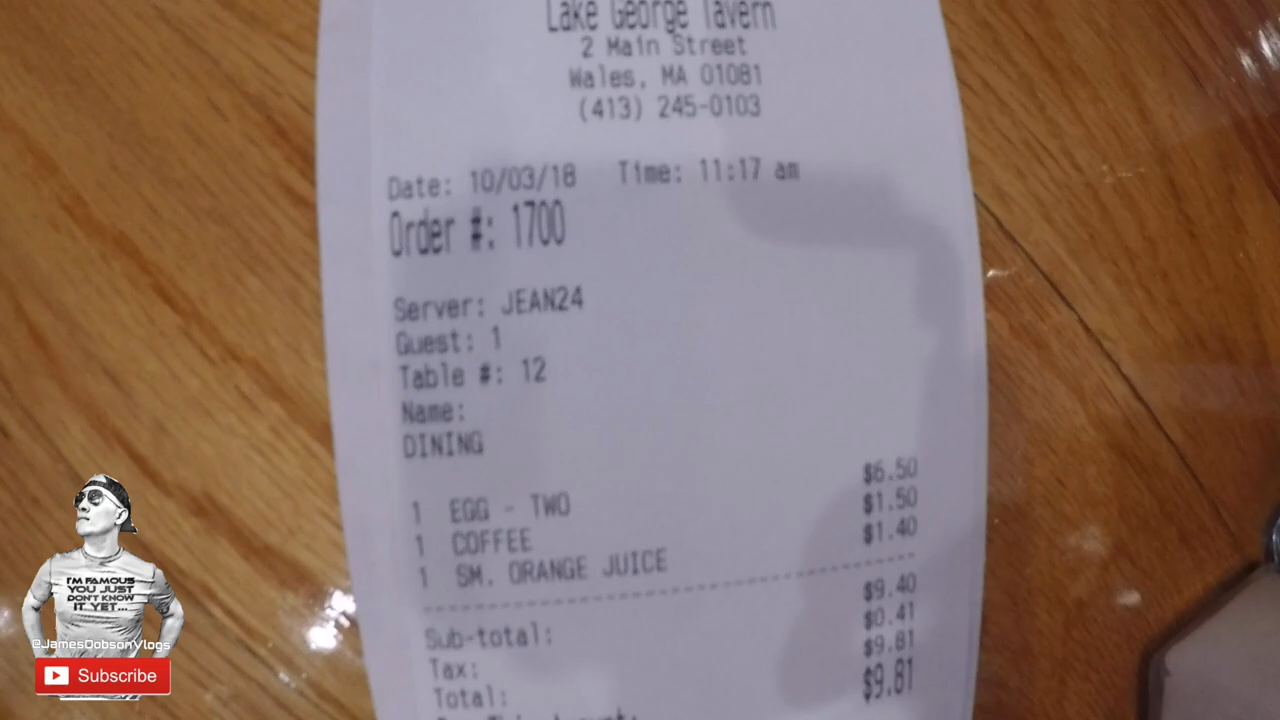 Lake George Tavern
2 Main Street
Wales, MA 01081
(413) 245-0103
Date: 10/03/18 Time: 11:17 am
Order #: 1700
Server: JEAN24
Guest: 1
Table #: 12
Name:
DINING
1 EGG - TWO $6.50
1 COFFEE $1.50
1 SM. ORANGE JUICE $1.40
Sub-total: $9.40
Tax: $0.41
Total: $9.81
$9.81
I'M FAMOUS
YOU JUST
DON'T KNOW
IT YET...
@JamesDobsonVlogs
Subscribe